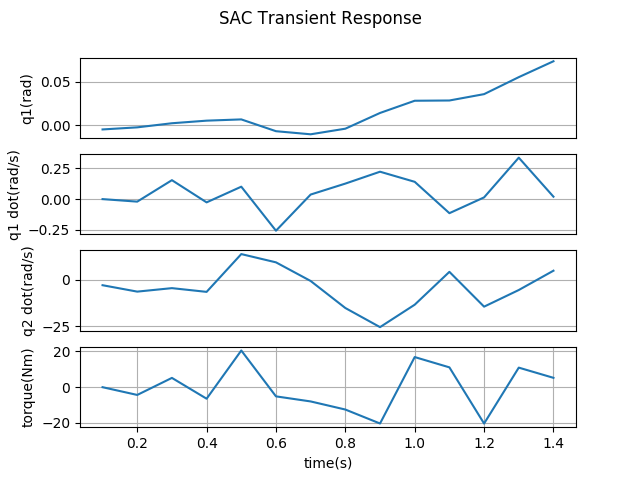 SAC Transient Response
q1(rad)
0.05
0.00
q1 dot(rad/s)
0.25
0.00
−0.25
q2 dot(rad/s)
0
−25
torque(Nm)
20
0
−20
0.2 0.4 0.6 0.8 1.0 1.2 1.4
time(s)